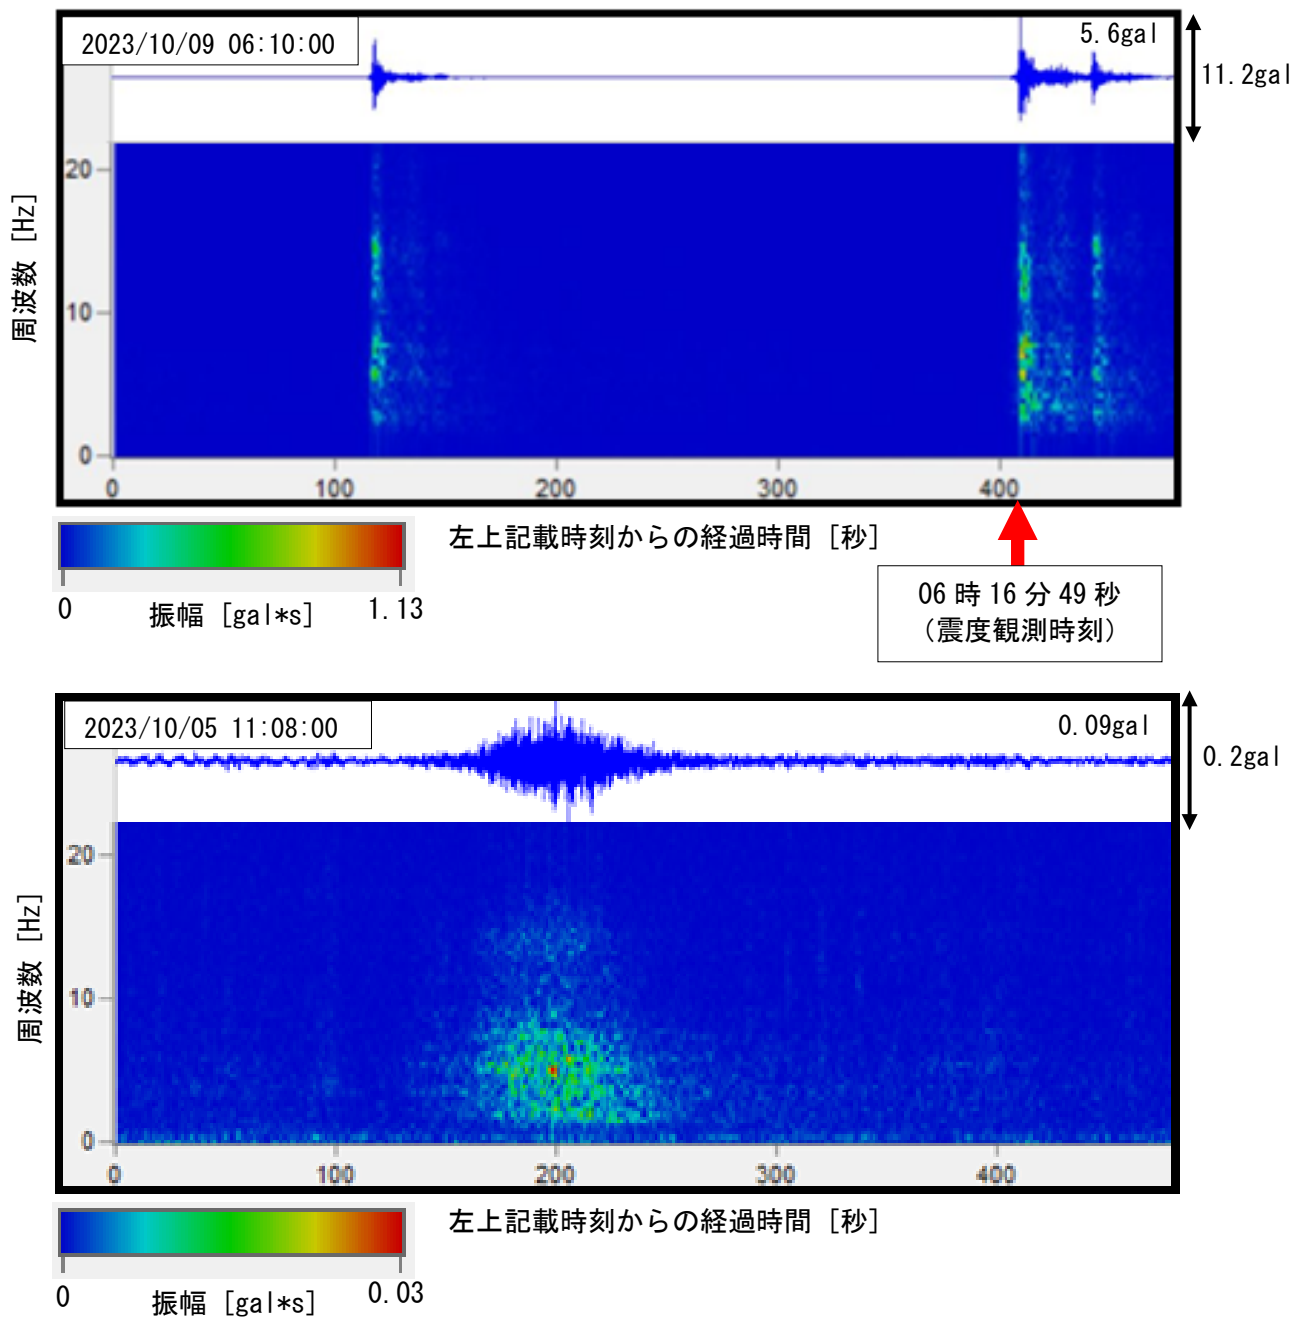 2023/10/09 06:10:00
5.6gal
11.2gal
20
10
0
周波数 [Hz]
0 100 200 300 400
左上記載時刻からの経過時間 [秒]
0 振幅 [gal*s] 1.13
06 時 16 分 49 秒
（震度観測時刻）
2023/10/05 11:08:00
0.09gal
0.2gal
20
10
0
周波数 [Hz]
0 100 200 300 400
左上記載時刻からの経過時間 [秒]
0 振幅 [gal*s] 0.03